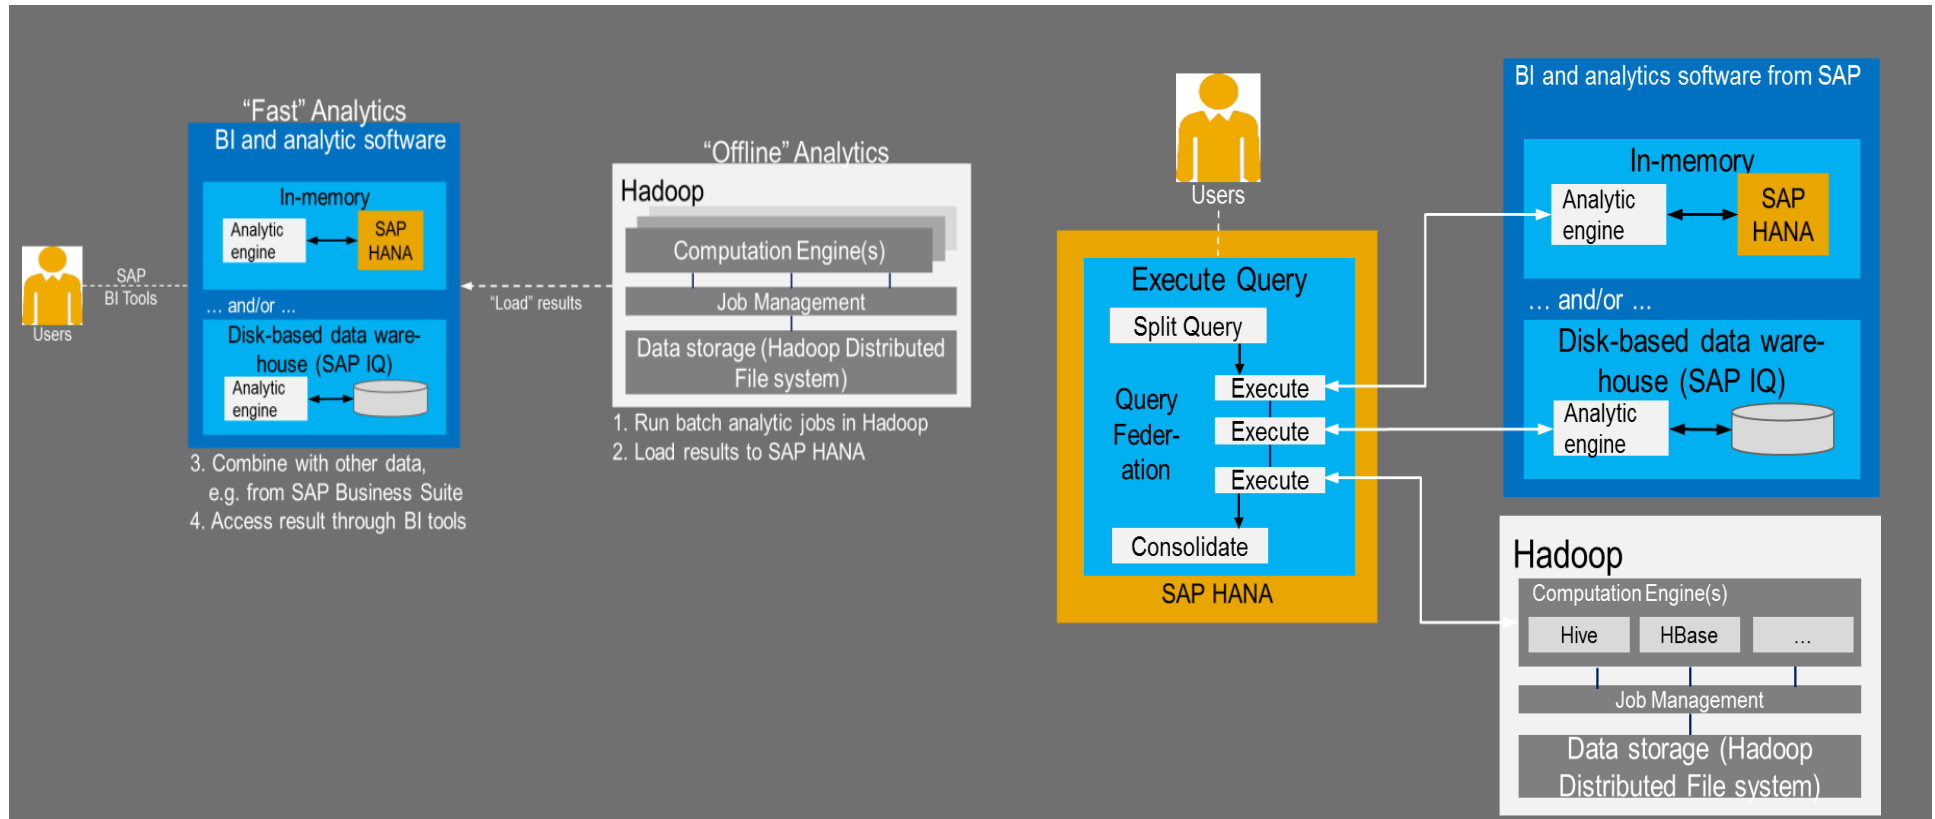 “Fast” Analytics
BI and analytic software
In-memory
Analytic
engine
SAP
HANA
... and/or ...
Disk-based data ware-
house (SAP IQ)
Analytic
engine
SAP
BI Tools
Users
3. Combine with other data,
e.g. from SAP Business Suite
4. Access result through BI tools
“Load” results
“Offline” Analytics
Hadoop
Computation Engine(s)
Job Management
Data storage (Hadoop Distributed
File system)
1. Run batch analytic jobs in Hadoop
2. Load results to SAP HANA
Users
Execute Query
Split Query
Execute
Execute
Execute
Query
Feder-
ation
Consolidate
SAP HANA
BI and analytics software from SAP
In-memory
Analytic
engine
SAP
HANA
... and/or ...
Disk-based data ware-
house (SAP IQ)
Analytic
engine
Hadoop
Computation Engine(s)
Hive
HBase
...
Job Management
Data storage (Hadoop
Distributed File system)